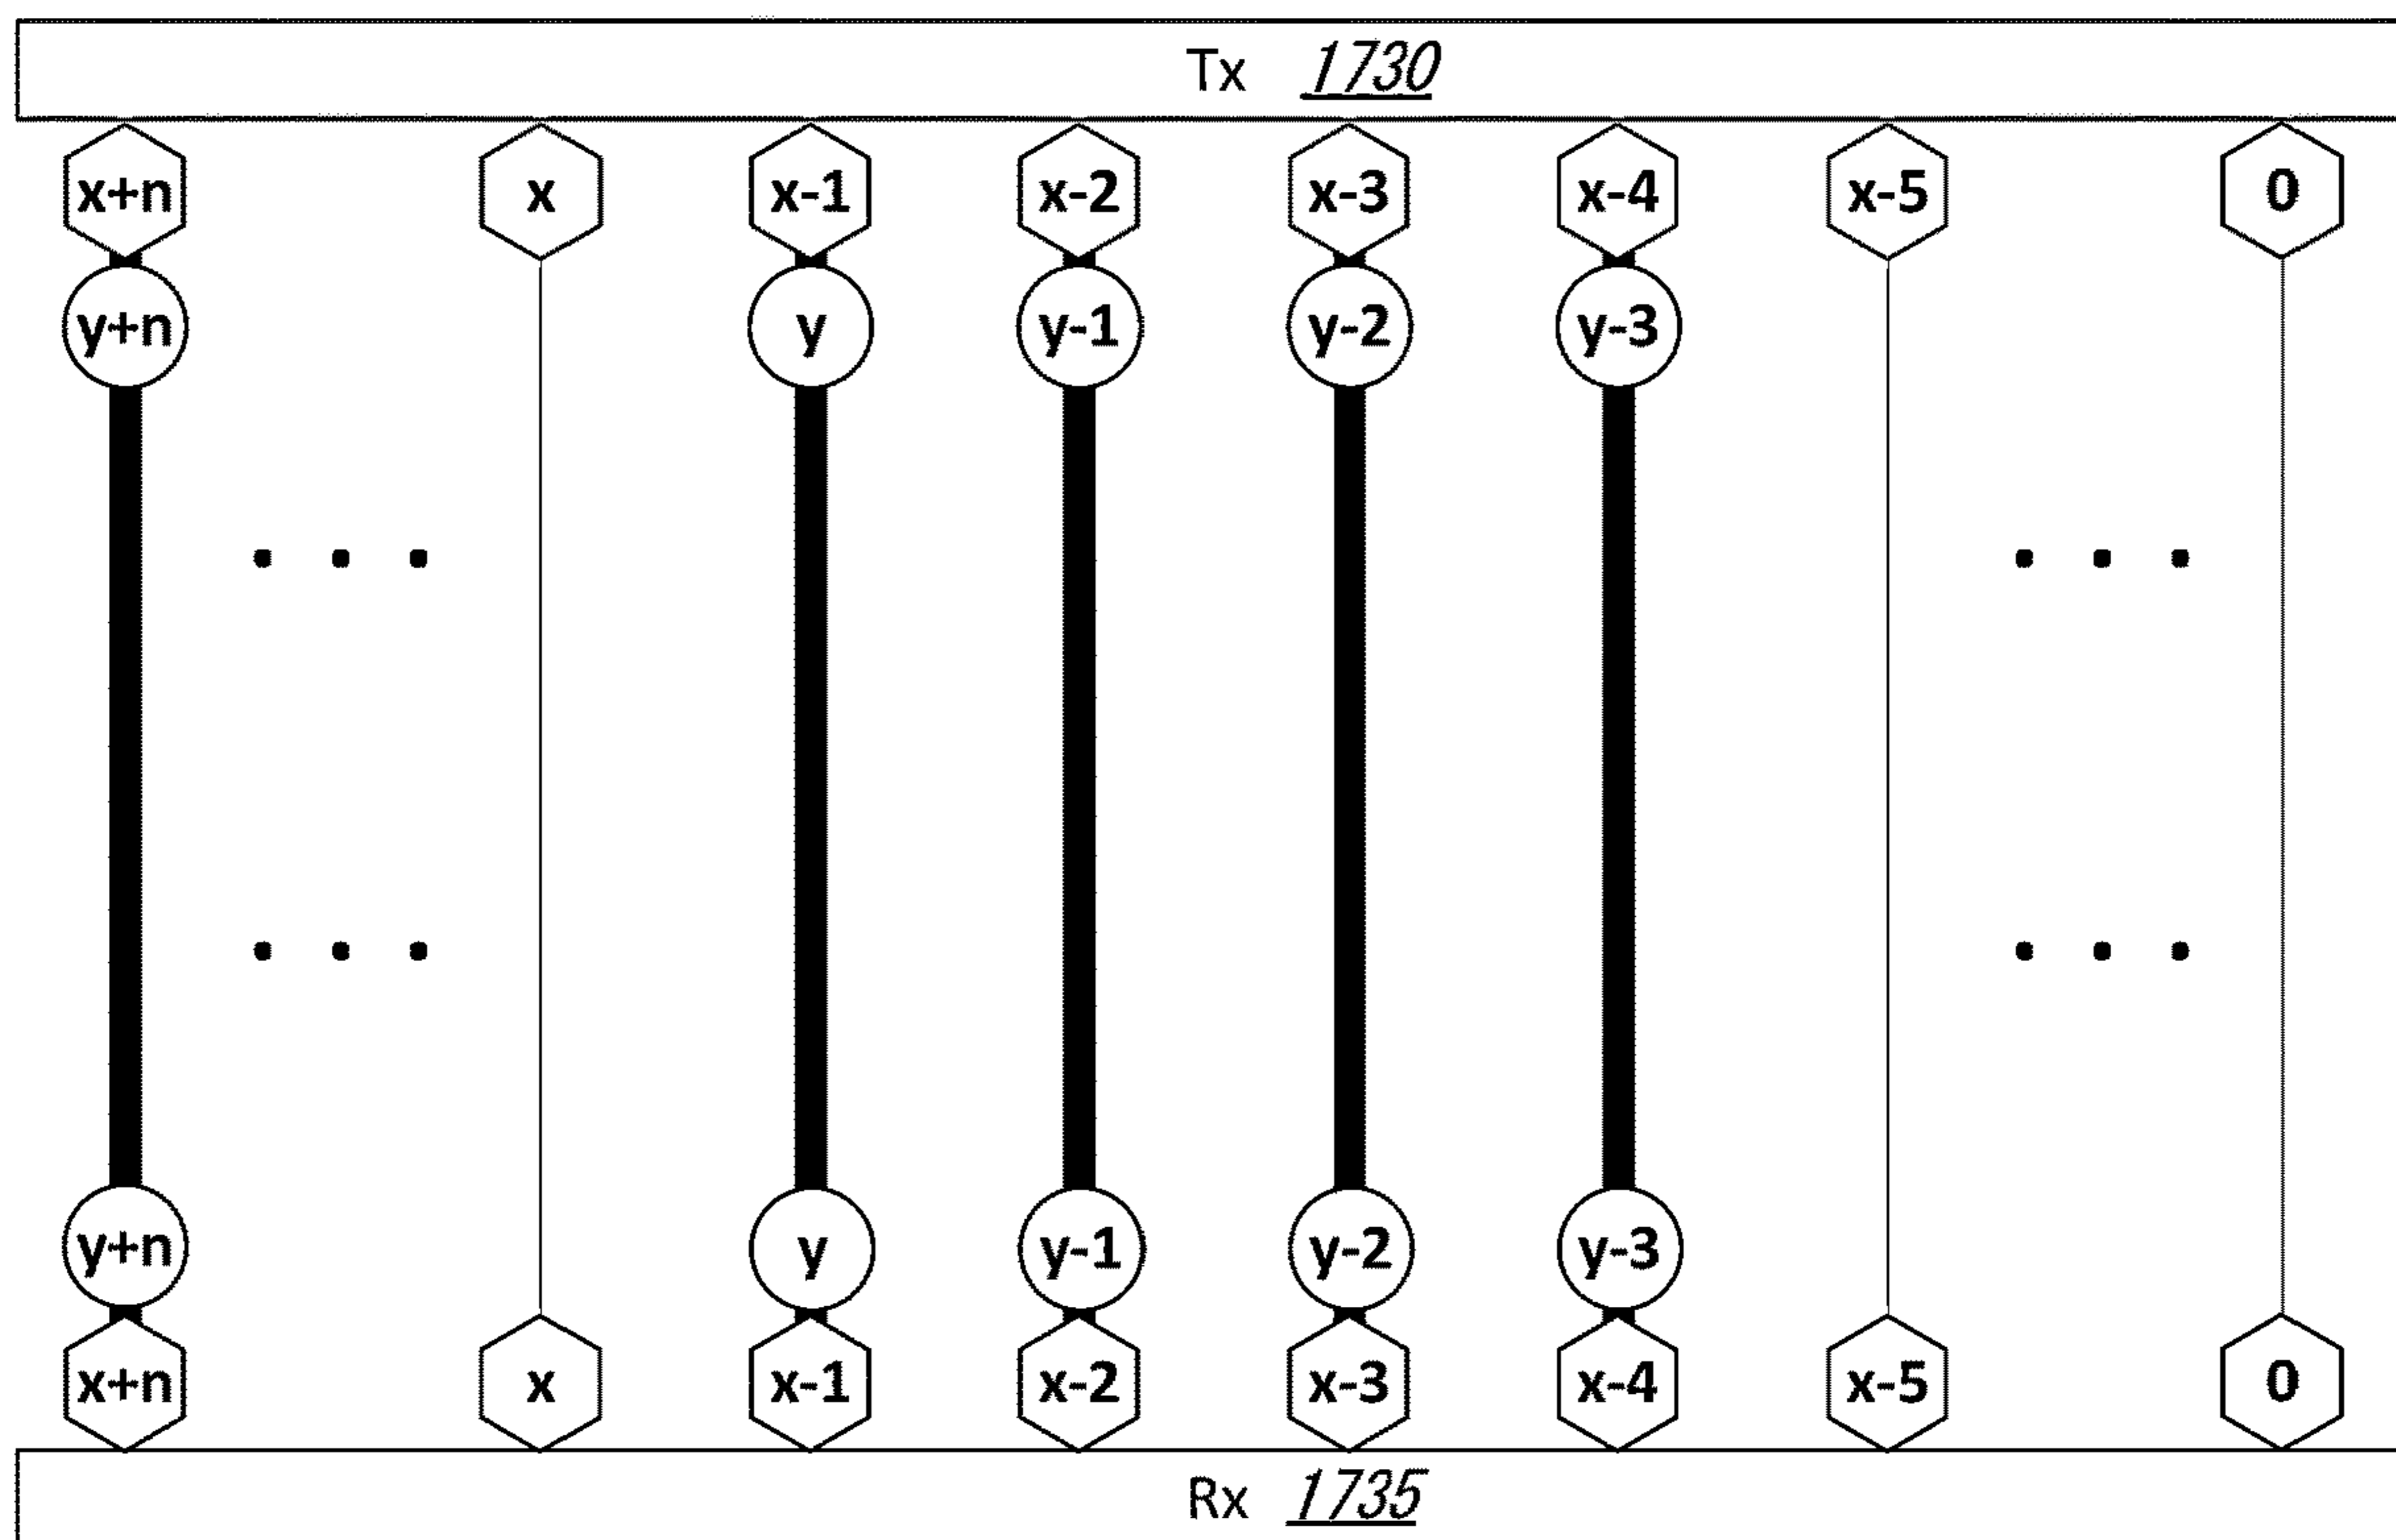 Tx 1730
x+n x x-1 x-2 x-3 x-4 x-5 0
y+n y y-1 y-2 y-3
. . . . . .
. . . . . .
y+n y y-1 y-2 y-3
x+n x x-1 x-2 x-3 x-4 x-5 0
Rx 1735